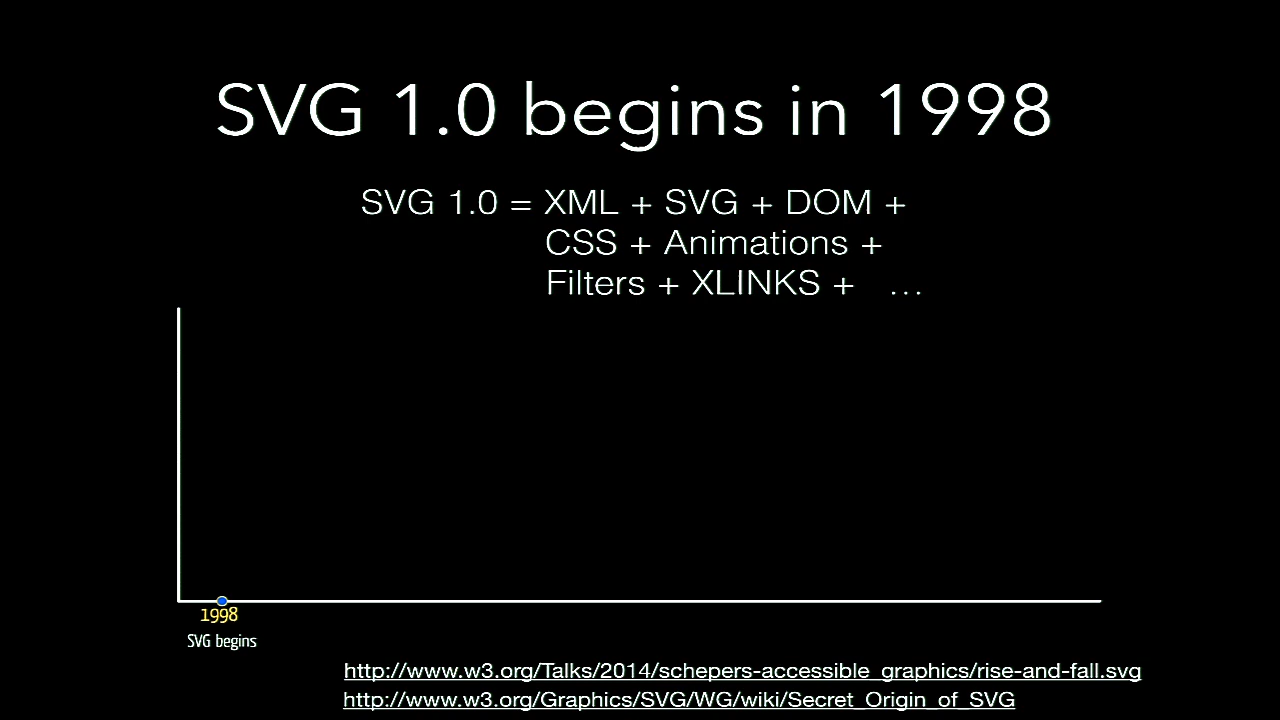 SVG 1.0 begins in 1998
SVG 1.0 = XML + SVG + DOM +
CSS + Animations +
Filters + XLINKS + …
1998
SVG begins
http://www.w3.org/Talks/2014/schepers-accessible_graphics/rise-and-fall.svg
http://www.w3.org/Graphics/SVG/WG/wiki/Secret_Origin_of_SVG